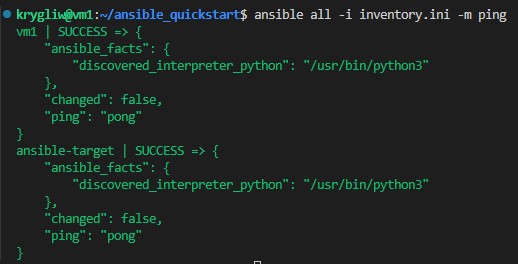 krygliw@vm1:~/ansible_quickstart$ ansible all -i inventory.ini -m ping
vm1 | SUCCESS => {
    "ansible_facts": {
        "discovered_interpreter_python": "/usr/bin/python3"
    },
    "changed": false,
    "ping": "pong"
}
ansible-target | SUCCESS => {
    "ansible_facts": {
        "discovered_interpreter_python": "/usr/bin/python3"
    },
    "changed": false,
    "ping": "pong"
}